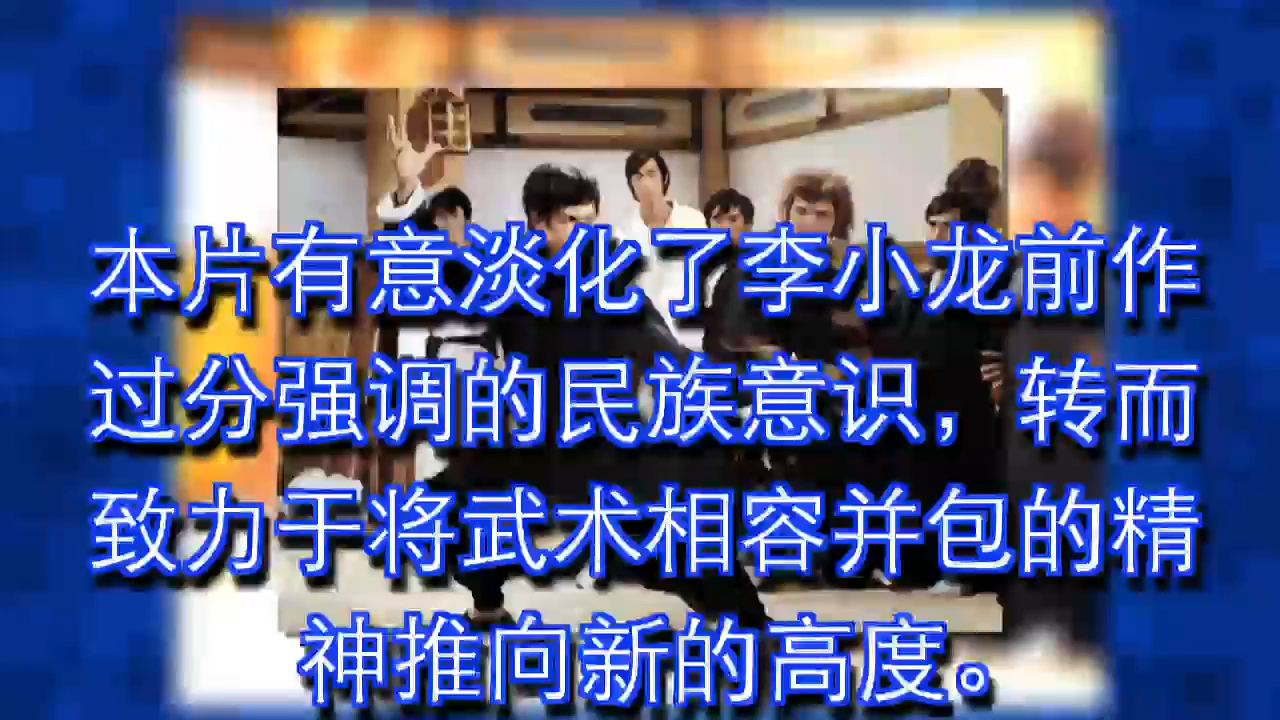 本片有意淡化了李小龙前作
过分强调的民族意识，转而
致力于将武术相容并包的精
神推向新的高度。